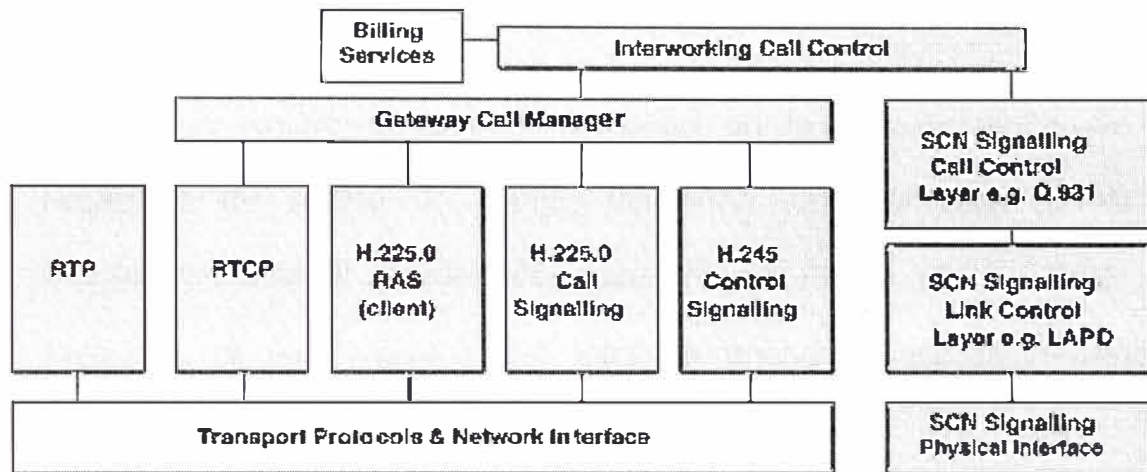 Billing
Services
Interworking Call Control
Gateway Call Manager
SCN Signalling
Call Control
Layer e.g. Q.931
RTP
RTCP
H.225.0
RAS
(client)
H.225.0
Call
Signalling
H.245
Control
Signalling
SCN Signalling
Link Control
Layer e.g. LAPD
Transport Protocols & Network Interface
SCN Signalling
Physical Interface